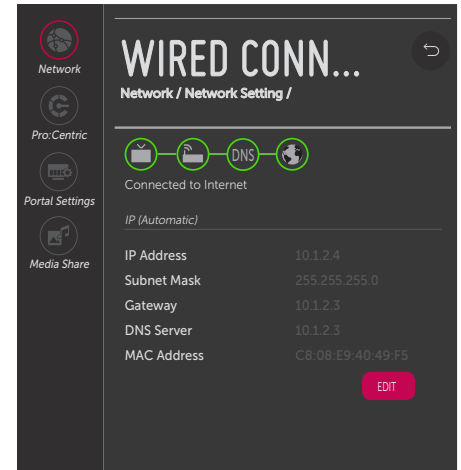 Network
Pro:Centric
Portal Settings
Media Share
WIRED CONN...
Network / Network Setting /
DNS
Connected to Internet
IP (Automatic)
IP Address 10.1.2.4
Subnet Mask 255.255.255.0
Gateway 10.1.2.3
DNS Server 10.1.2.3
MAC Address C8:08:E9:40:49:F5
EDIT